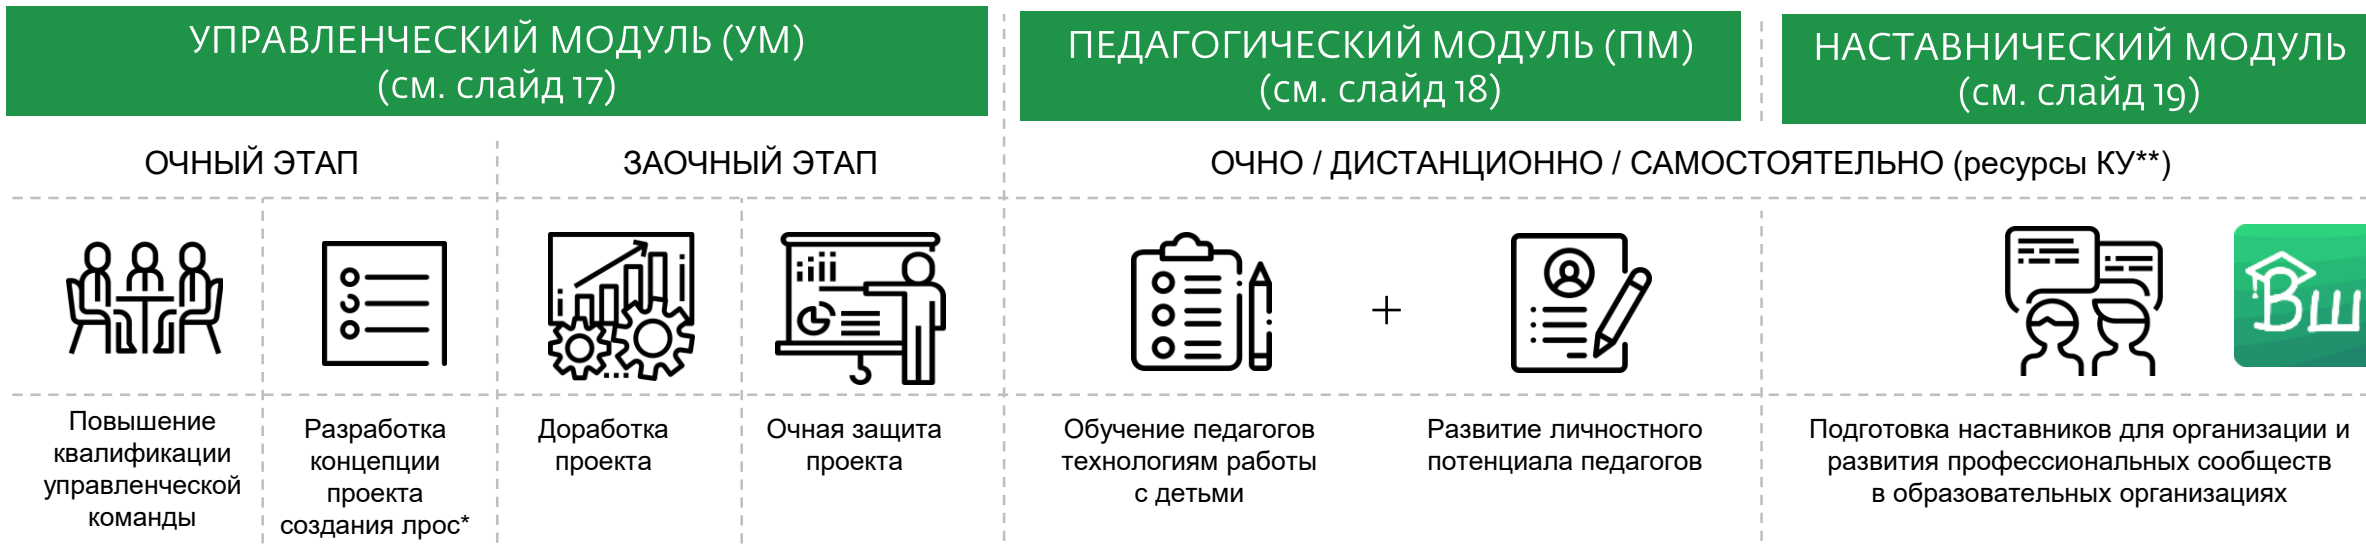 УПРАВЛЕНЧЕСКИЙ МОДУЛЬ (УМ)
(см. слайд 17)
ПЕДАГОГИЧЕСКИЙ МОДУЛЬ (ПМ)
(см. слайд 18)
НАСТАВНИЧЕСКИЙ МОДУЛЬ
(см. слайд 19)
ОЧНЫЙ ЭТАП
ЗАОЧНЫЙ ЭТАП
ОЧНО / ДИСТАНЦИОННО / САМОСТОЯТЕЛЬНО (ресурсы КУ**)
+
Вш
Повышение
квалификации
управленческой
команды
Разработка
концепции
проекта
создания лрос*
Доработка
проекта
Очная защита
проекта
Обучение педагогов
технологиям работы
с детьми
Развитие личностного
потенциала педагогов
Подготовка наставников для организации и
развития профессиональных сообществ
в образовательных организациях